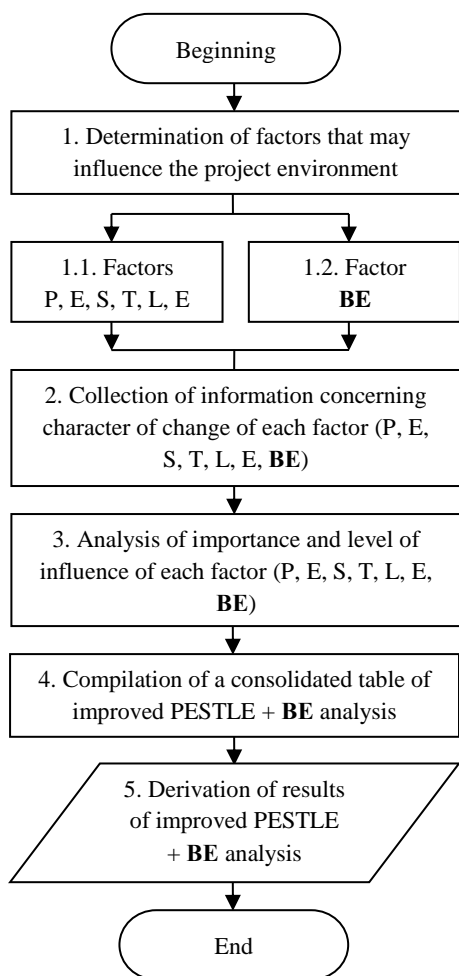 Beginning
1. Determination of factors that may
influence the project environment
1.1. Factors
P, E, S, T, L, E
1.2. Factor
BE
2. Collection of information concerning
character of change of each factor (P, E,
S, T, L, E, BE)
3. Analysis of importance and level of
influence of each factor (P, E, S, T, L, E,
BE)
4. Compilation of a consolidated table of
improved PESTLE + BE analysis
5. Derivation of results
of improved PESTLE
+ BE analysis
End